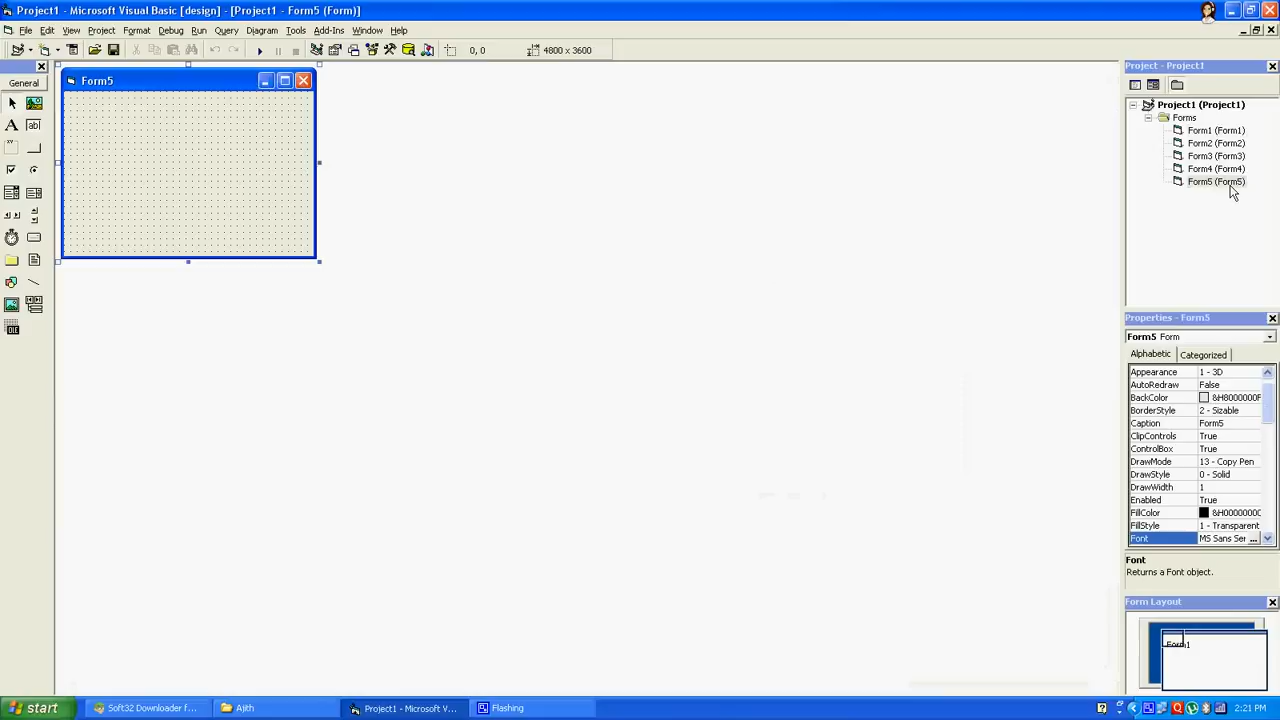 Project1 - Microsoft Visual Basic [design] - [Project1 - Form5 (Form)]
File Edit View Project Format Debug Run Query Diagram Tools Add-Ins Window Help
0, 0 4800 x 3600
General
Form5
Project - Project1
Project1 (Project1)
Forms
Form1 (Form1)
Form2 (Form2)
Form3 (Form3)
Form4 (Form4)
Form5 (Form5)
Properties - Form5
Form5 Form
Alphabetic Categorized
Appearance 1 - 3D
AutoRedraw False
BackColor &H8000000F
BorderStyle 2 - Sizable
Caption Form5
ClipControls True
ControlBox True
DrawMode 13 - Copy Pen
DrawStyle 0 - Solid
DrawWidth 1
Enabled True
FillColor &H00000000
FillStyle 1 - Transparent
Font MS Sans Ser ...
Font
Returns a Font object.
Form Layout
Form1
start Soft32 Downloader f... Ajith Project1 - Microsoft V... Flashing 2:21 PM